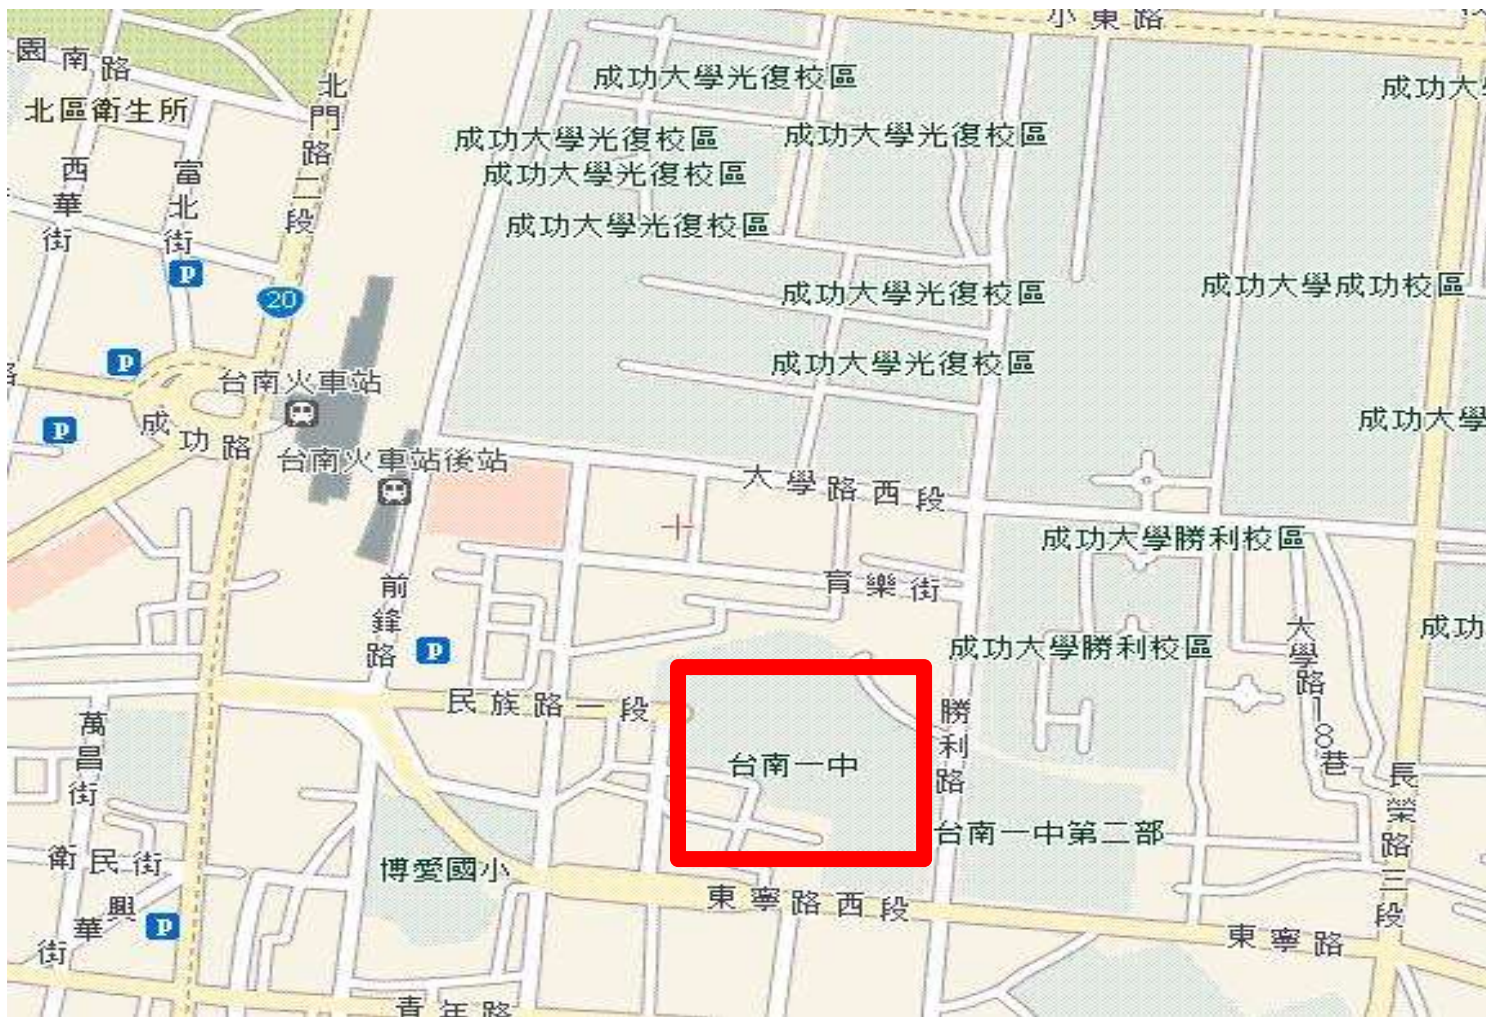 小東路
園南路
成功大學光復校區
成功大
北門路二段
北區衛生所
成功大學光復校區
成功大學光復校區
西華街
富北街
成功大學光復校區
成功大學光復校區
P
成功大學成功校區
20
成功大學光復校區
P
成功大學光復校區
路
台南火車站
成功路
P
成功大學
台南火車站後站
大學路西段
成功大學勝利校區
前鋒路
育樂街
P
成功大學勝利校區
大學路18巷
成功
民族路一段
勝利路
萬昌街
台南一中
長榮路三段
台南一中第二部
衛民街
博愛國小
東寧路西段
興華街
P
東寧路
青年路